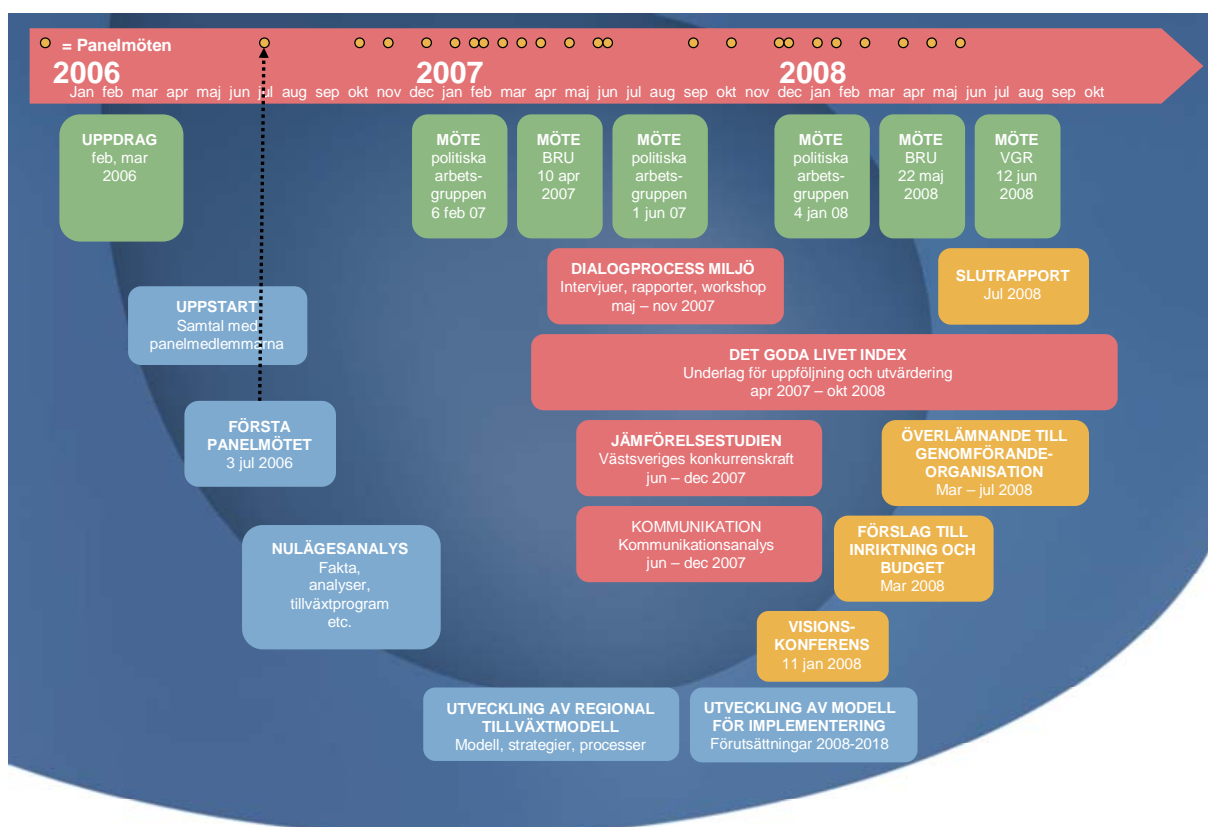 = Panelmöten
2006 2007 2008
Jan feb mar apr maj jun jul aug sep okt nov dec jan feb mar apr maj jun jul aug sep okt nov dec jan feb mar apr maj jun jul aug sep okt
UPPDRAG
feb, mar
2006
MÖTE
politiska
arbets-
gruppen
6 feb 07
MÖTE
BRU
10 apr
2007
MÖTE
politiska
arbets-
gruppen
1 jun 07
MÖTE
politiska
arbets-
gruppen
4 jan 08
MÖTE
BRU
22 maj
2008
MÖTE
VGR
12 jun
2008
DIALOGPROCESS MILJÖ
Intervjuer, rapporter, workshop
maj – nov 2007
SLUTRAPPORT
Jul 2008
UPPSTART
Samtal med
panelmedlemmarna
DET GODA LIVET INDEX
Underlag för uppföljning och utvärdering
apr 2007 – okt 2008
FÖRSTA
PANELMÖTET
3 jul 2006
JÄMFÖRELSESTUDIEN
Västsveriges konkurrenskraft
jun – dec 2007
ÖVERLÄMNANDE TILL
GENOMFÖRANDE-
ORGANISATION
Mar – jul 2008
NULÄGESANALYS
Fakta,
analyser,
tillväxtprogram
etc.
KOMMUNIKATION
Kommunikationsanalys
jun – dec 2007
FÖRSLAG TILL
INRIKTNING OCH
BUDGET
Mar 2008
VISIONS-
KONFERENS
11 jan 2008
UTVECKLING AV REGIONAL
TILLVÄXTMODELL
Modell, strategier, processer
UTVECKLING AV MODELL
FÖR IMPLEMENTERING
Förutsättningar 2008-2018